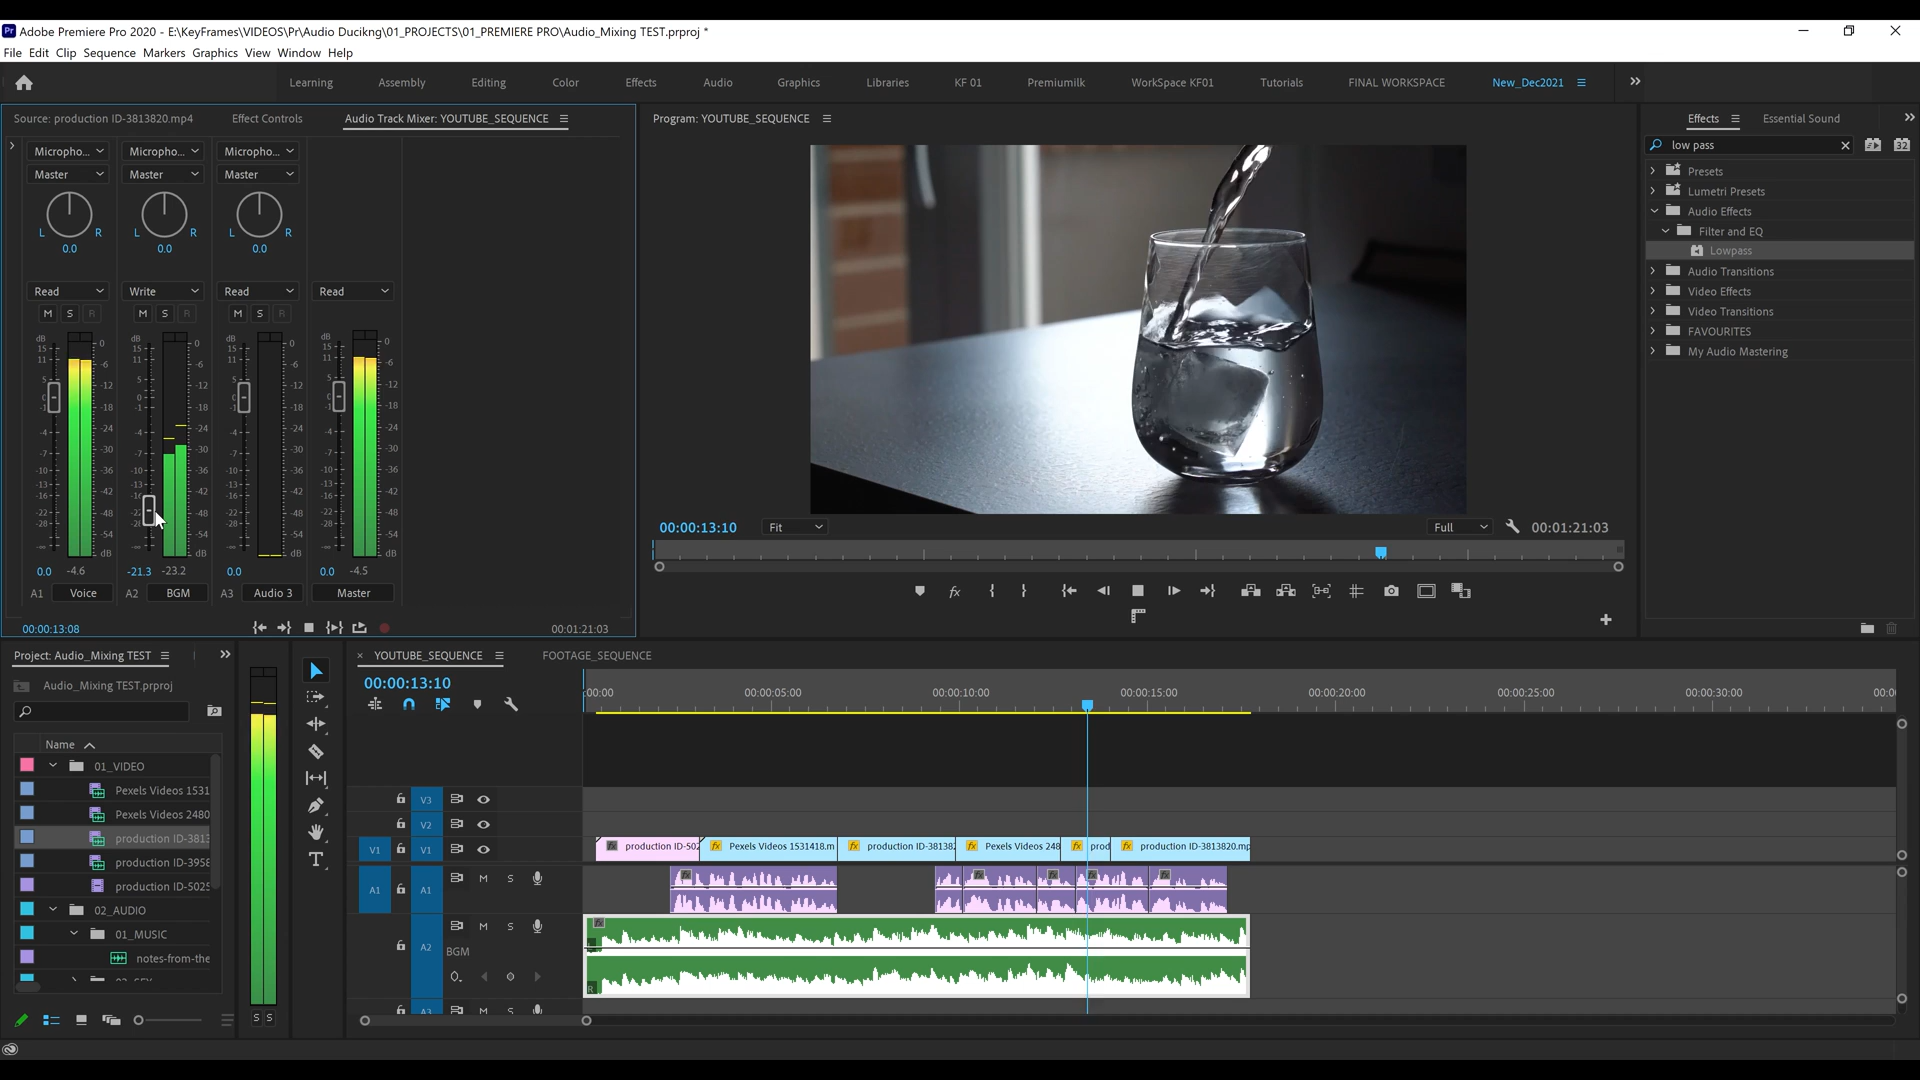 Pr Adobe Premiere Pro 2020 - E:\KeyFrames\VIDEOS\Pr\Audio Ducikng\01_PROJECTS\01_PREMIERE PRO\Audio_Mixing TEST.prproj *
File Edit Clip Sequence Markers Graphics View Window Help
Learning Assembly Editing Color Effects Audio Graphics Libraries KF 01 Premiumilk WorkSpace KF01 Tutorials FINAL WORKSPACE New_Dec2021
Source: production ID-3813820.mp4 Effect Controls Audio Track Mixer: YOUTUBE_SEQUENCE
Micropho... Micropho... Micropho...
Master Master Master
L R L R L R
0.0 0.0 0.0
Read Write Read Read
M S R M S R M S R
0.0 -4.6 -21.3 -23.2 0.0 0.0 -4.5
A1 Voice A2 BGM A3 Audio 3 Master
00:00:13:08 00:01:21:03
Program: YOUTUBE_SEQUENCE
00:00:13:10 Fit Full 00:01:21:03
Effects Essential Sound
low pass
Presets
Lumetri Presets
Audio Effects
Filter and EQ
Lowpass
Audio Transitions
Video Effects
Video Transitions
FAVOURITES
My Audio Mastering
Project: Audio_Mixing TEST
Audio_Mixing TEST.prproj
Name
01_VIDEO
Pexels Videos 1531
Pexels Videos 2480
production ID-3813
production ID-3958
production ID-5025
02_AUDIO
01_MUSIC
notes-from-the
S S
YOUTUBE_SEQUENCE FOOTAGE_SEQUENCE
00:00:13:10
:00:00 00:00:05:00 00:00:10:00 00:00:15:00 00:00:20:00 00:00:25:00 00:00:30:00 00:0
V3
V2
V1 V1 production ID-502 Pexels Videos 1531418.m production ID-38138 Pexels Videos 248 prod production ID-3813820.mp
A1 A1 M S
A2 M S
BGM
A3 M S